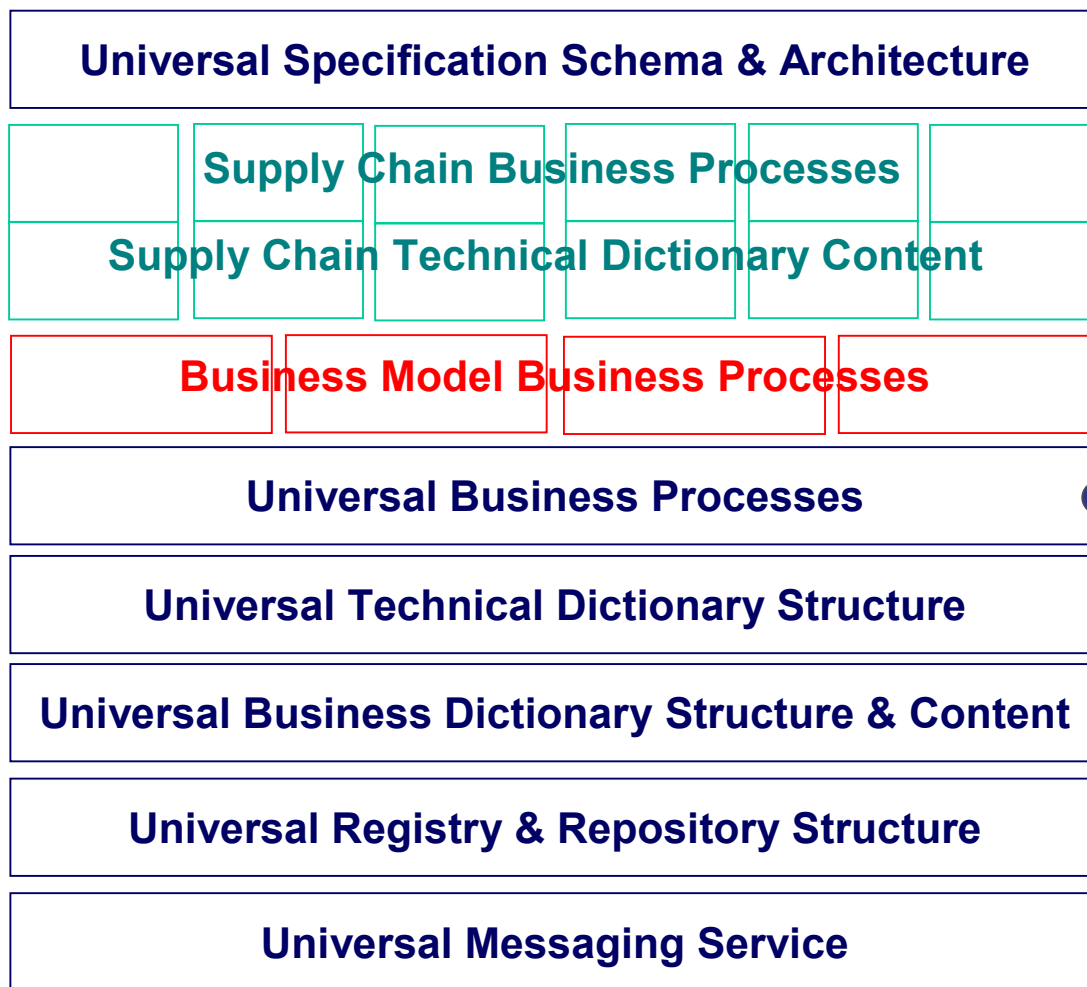 Universal Specification Schema & Architecture
Supply Chain Business Processes
Supply Chain Technical Dictionary Content
Business Model Business Processes
Universal Business Processes
Universal Technical Dictionary Structure
Universal Business Dictionary Structure & Content
Universal Registry & Repository Structure
Universal Messaging Service